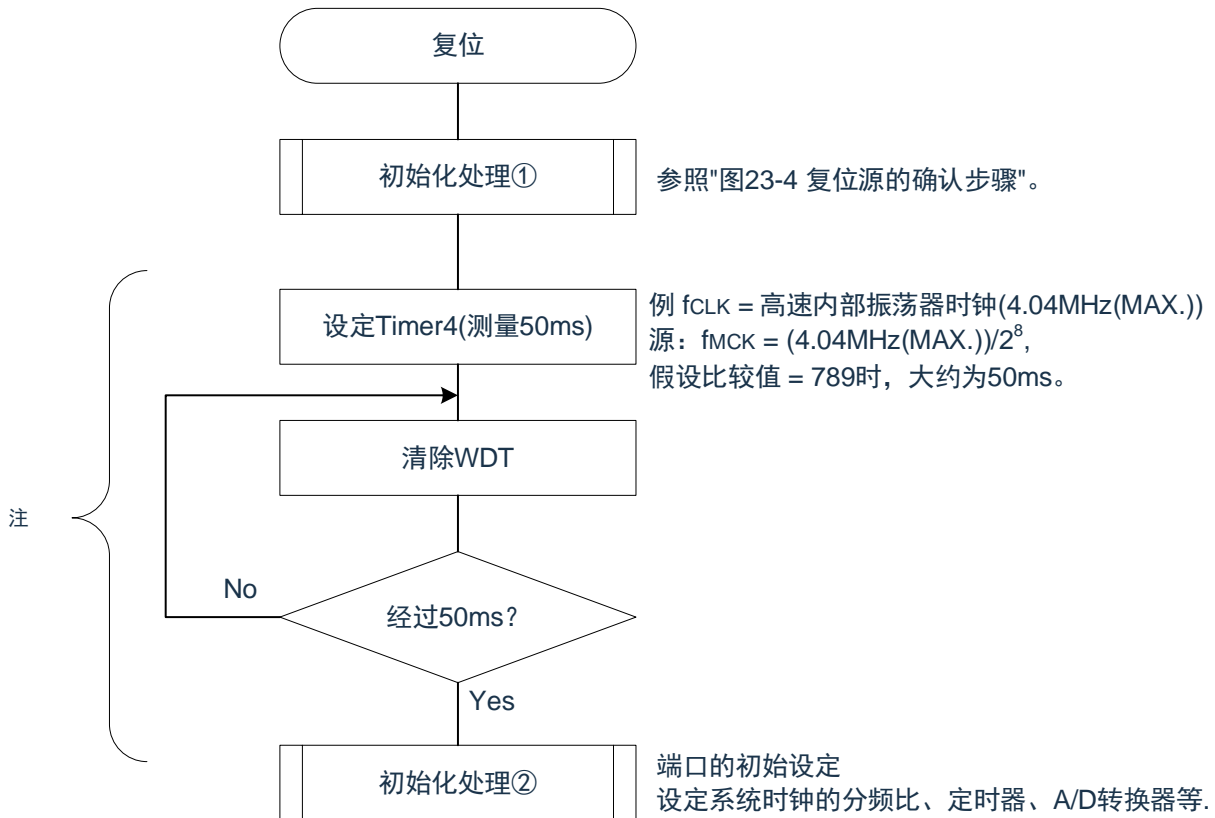 复位
初始化处理①
参照"图23-4 复位源的确认步骤"。
设定Timer4(测量50ms)
例 fCLK = 高速内部振荡器时钟(4.04MHz(MAX.))
源：fMCK = (4.04MHz(MAX.))/2⁸,
假设比较值 = 789时，大约为50ms。
清除WDT
注
No
经过50ms?
Yes
初始化处理②
端口的初始设定
设定系统时钟的分频比、定时器、A/D转换器等.